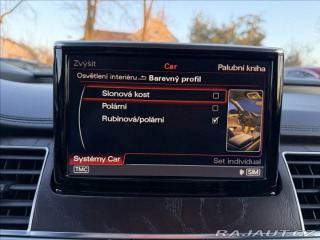 Zvýšit
Car
Palubní kniha
Osvětlení interiéru Barevný profil
Slonová kost
Polární
Rubínová/polární
Systémy Car
Set individual
TMC
SIM
RAJAUT.CZ